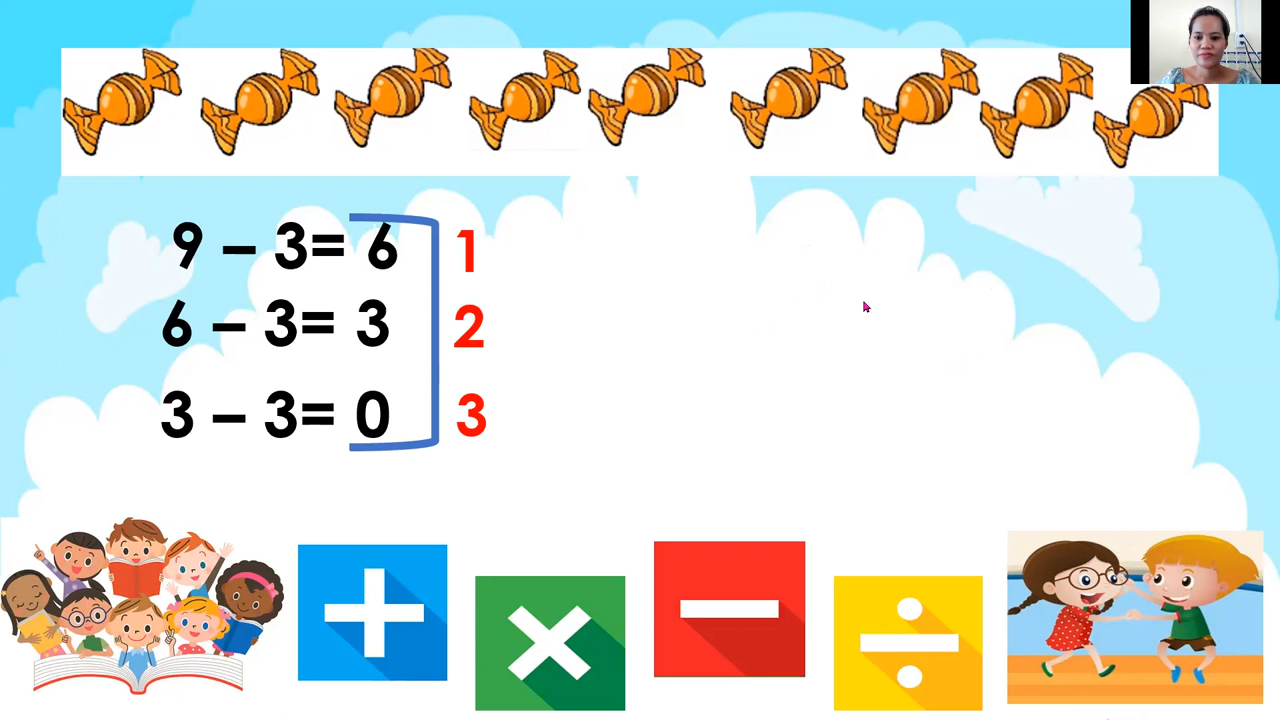 9 – 3= 6 1
6 – 3= 3 2
3 – 3= 0 3